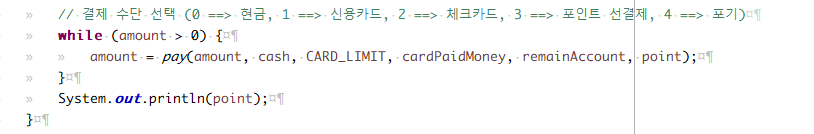 // 결제 수단 선택 (0 ==> 현금, 1 ==> 신용카드, 2 ==> 체크카드, 3 ==> 포인트 선결제, 4 ==> 포기)
while (amount > 0) {
amount = pay(amount, cash, CARD_LIMIT, cardPaidMoney, remainAccount, point);
}
System.out.println(point);
}